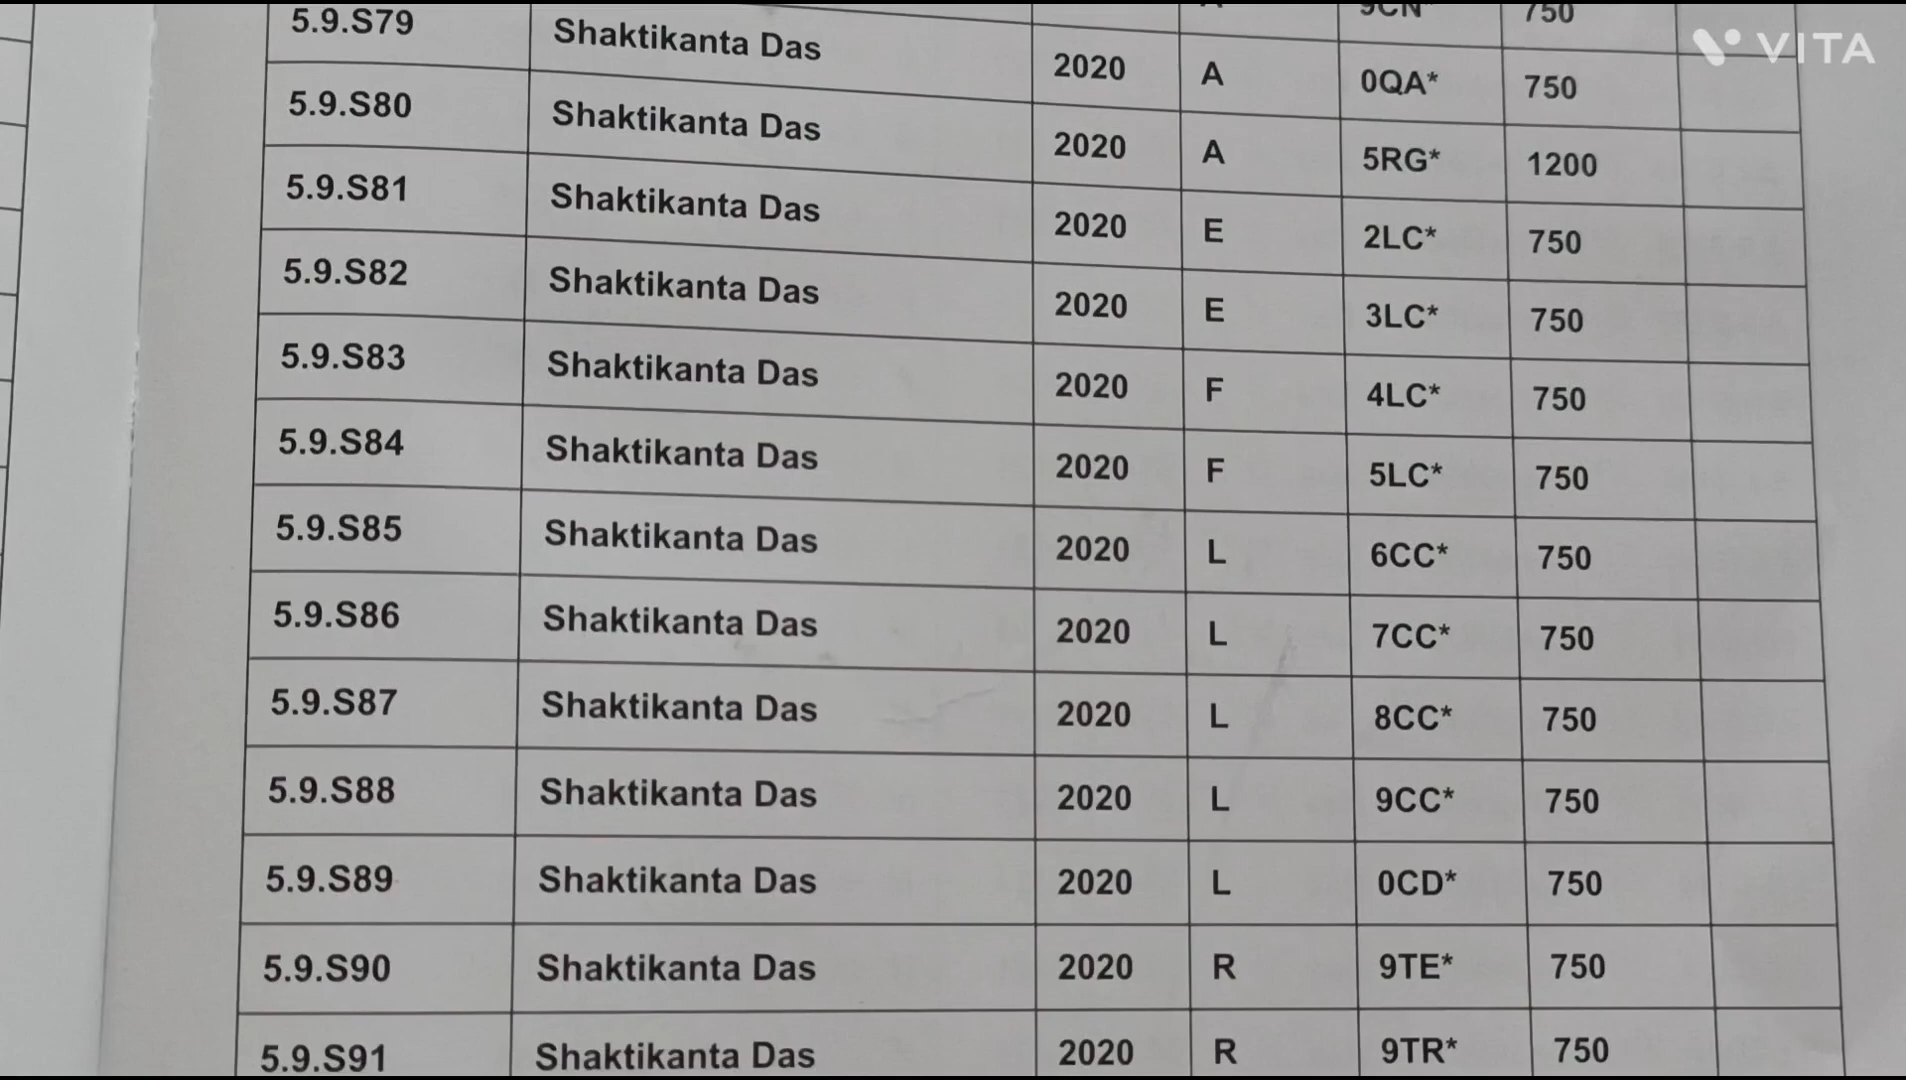 9CN* 750
VITA
5.9.S79 Shaktikanta Das 2020 A 0QA* 750
5.9.S80 Shaktikanta Das 2020 A 5RG* 1200
5.9.S81 Shaktikanta Das 2020 E 2LC* 750
5.9.S82 Shaktikanta Das 2020 E 3LC* 750
5.9.S83 Shaktikanta Das 2020 F 4LC* 750
5.9.S84 Shaktikanta Das 2020 F 5LC* 750
5.9.S85 Shaktikanta Das 2020 L 6CC* 750
5.9.S86 Shaktikanta Das 2020 L 7CC* 750
5.9.S87 Shaktikanta Das 2020 L 8CC* 750
5.9.S88 Shaktikanta Das 2020 L 9CC* 750
5.9.S89 Shaktikanta Das 2020 L 0CD* 750
5.9.S90 Shaktikanta Das 2020 R 9TE* 750
5.9.S91 Shaktikanta Das 2020 R 9TR* 750